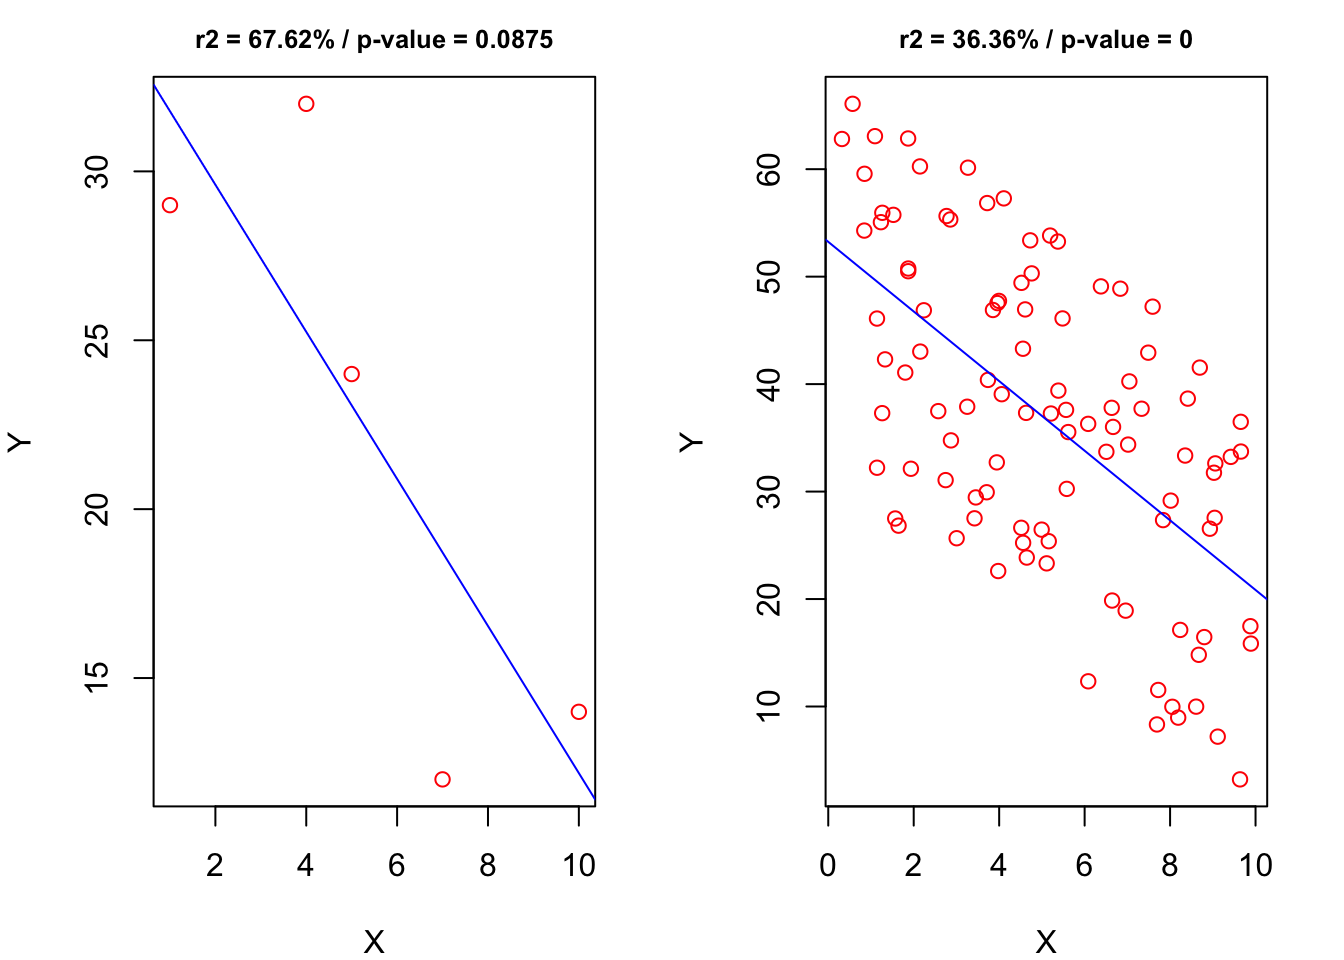 r2 = 67.62% / p-value = 0.0875
30
25
20
15
Y
2 4 6 8 10
X
r2 = 36.36% / p-value = 0
60
50
40
30
20
10
Y
0 2 4 6 8 10
X